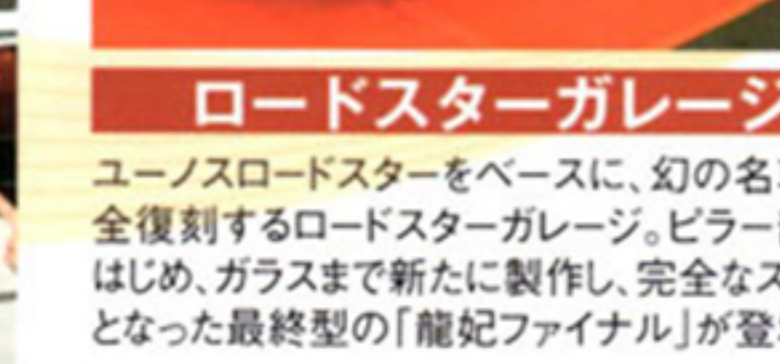 ロードスターガレージ
ユーノスロードスターをベースに、幻の名
全復刻するロードスターガレージ。ピラー
はじめ、ガラスまで新たに製作し、完全な
となった最終型の「龍妃ファイナル」が登